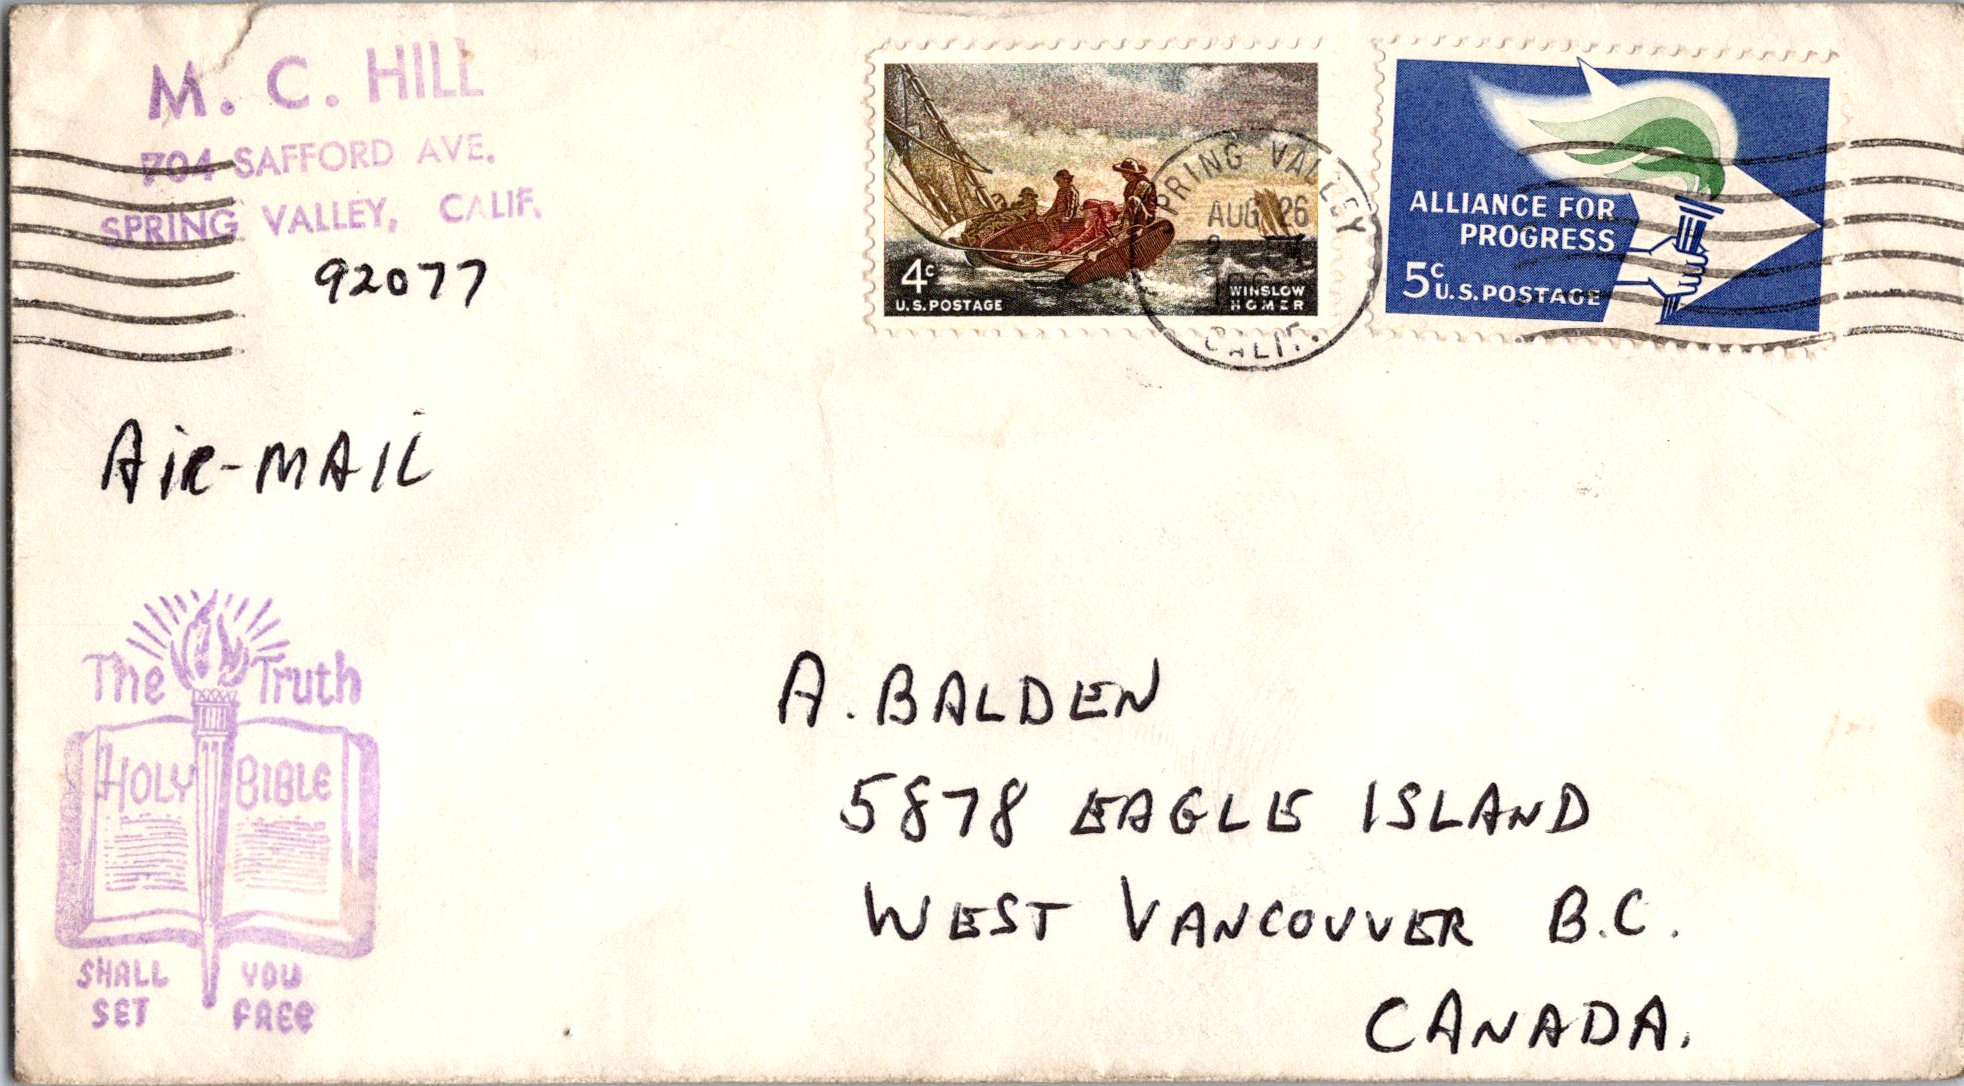 M. C. HILL
704 SAFFORD AVE.
SPRING VALLEY, CALIF.
92077
4c
U.S. POSTAGE
WINSLOW
HOMER
SPRING VALLEY
AUG 26
CALIF.
ALLIANCE FOR
PROGRESS
5c U.S. POSTAGE
AIR-MAIL
The Truth
HOLY BIBLE
SHALL YOU
SET FREE
A. BALDEN
5878 EAGLE ISLAND
WEST VANCOUVER B.C.
CANADA.